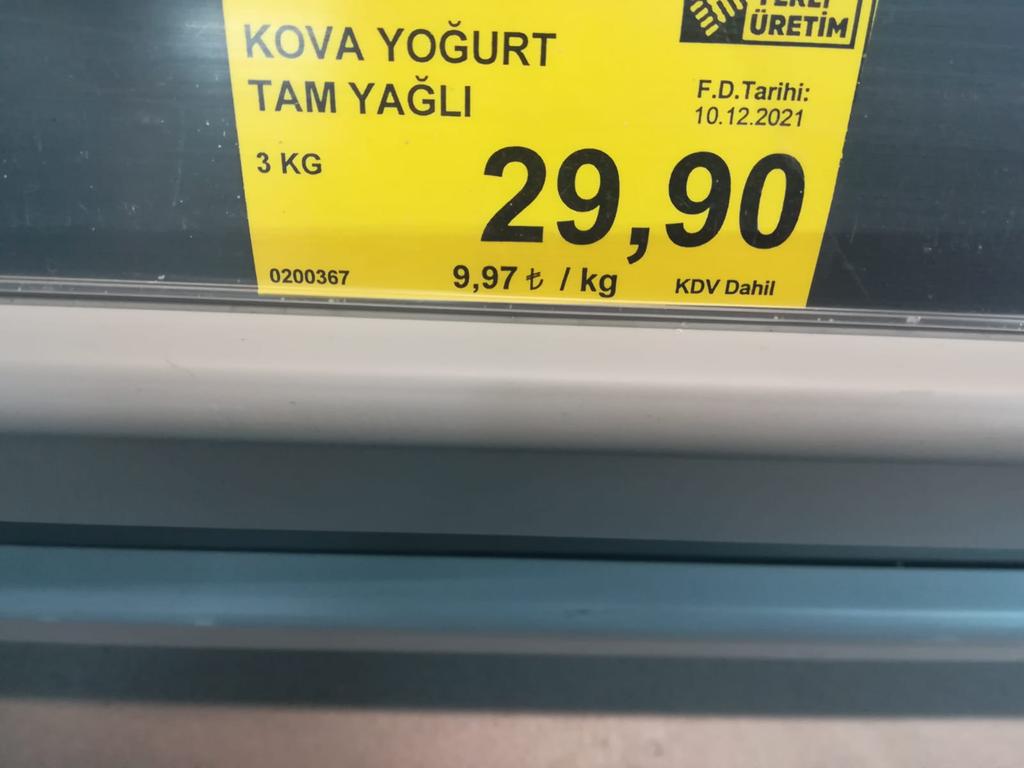 KOVA YOĞURT
TAM YAĞLI
3 KG
YERLİ
ÜRETİM
F.D.Tarihi:
10.12.2021
29,90
0200367
9,97 ₺ / kg
KDV Dahil